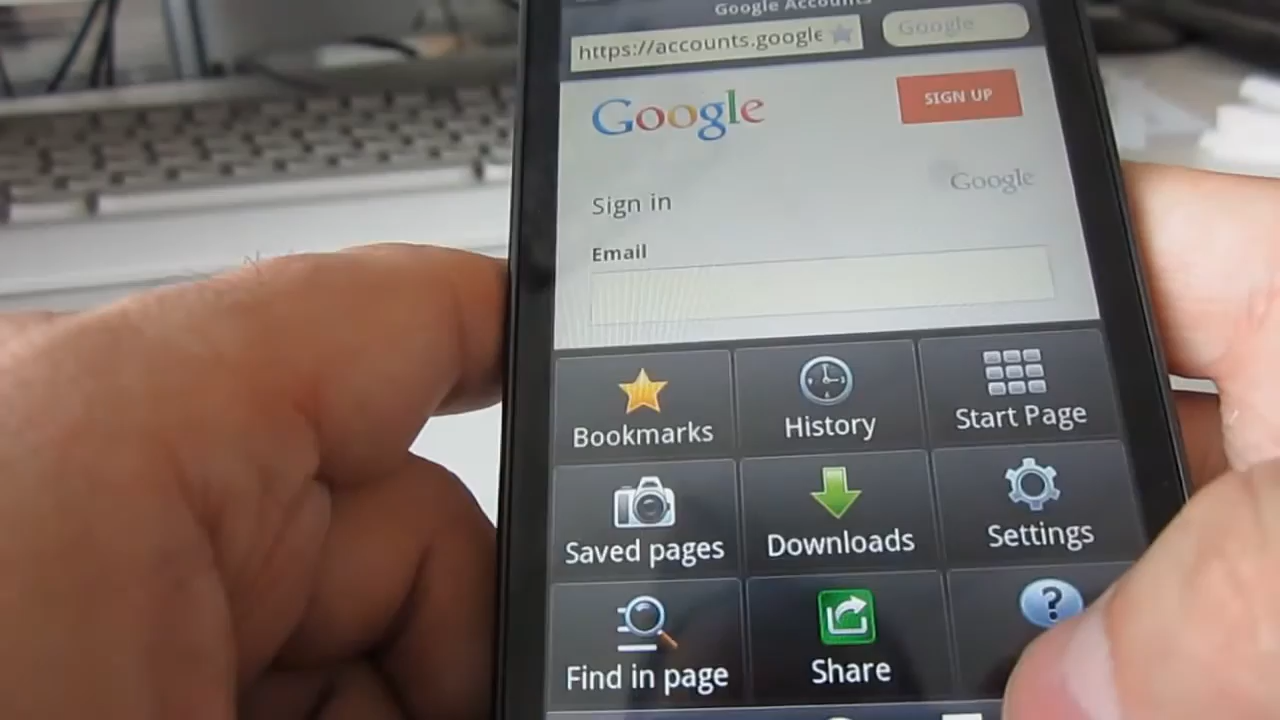 Google Accounts
https://accounts.google
Google
Google
SIGN UP
Google
Sign in
Email
Bookmarks
History
Start Page
Saved pages
Downloads
Settings
Find in page
Share
?